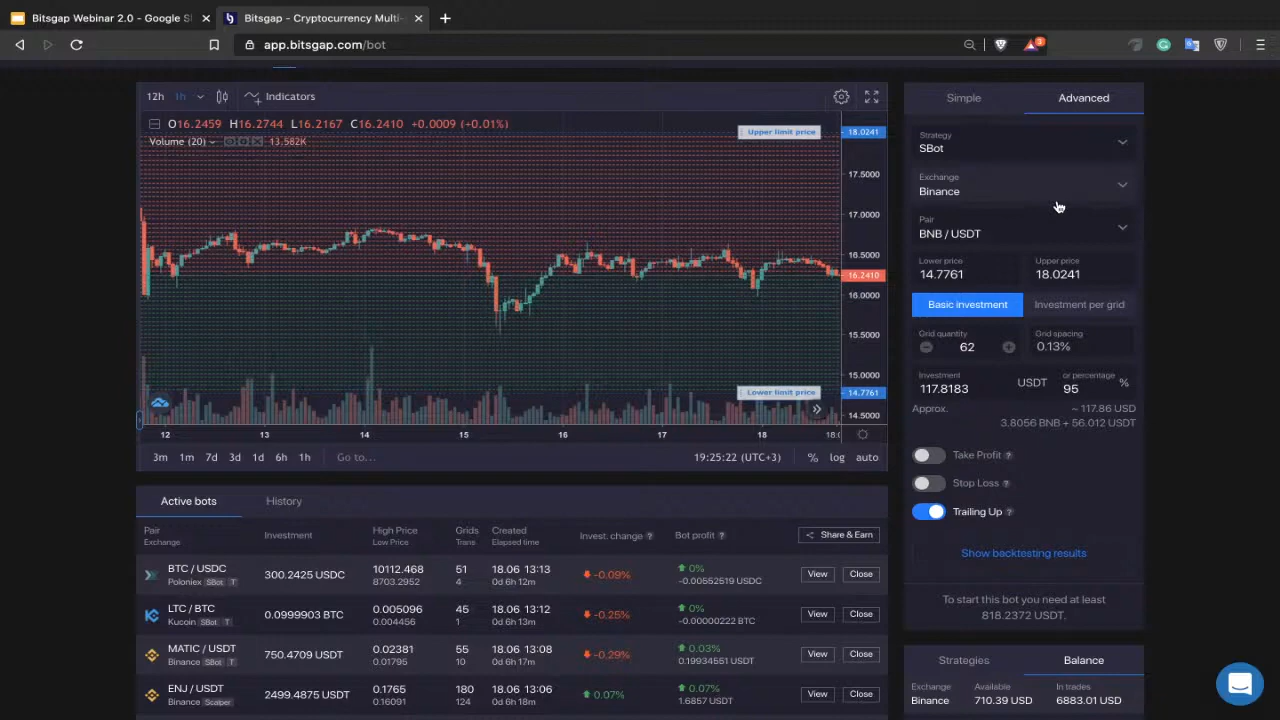 Bitsgap Webinar 2.0 - Google Sl
Bitsgap - Cryptocurrency Multi-
app.bitsgap.com/bot
3
12h 1h Indicators
O16.2459 H16.2744 L16.2167 C16.2410 +0.0009 (+0.01%)
Volume (20) 13.582K
Upper limit price 18.0241
17.5000
17.0000
16.5000
16.2410
16.0000
15.5000
15.0000
Lower limit price 14.7761
14.5000
12 13 14 15 16 17 18 18:0
3m 1m 7d 3d 1d 6h 1h Go to... 19:25:22 (UTC+3) % log auto
Simple Advanced
Strategy
SBot
Exchange
Binance
Pair
BNB / USDT
Lower price Upper price
14.7761 18.0241
Basic investment Investment per grid
Grid quantity Grid spacing
62 0.13%
Investment or percentage
117.8183 USDT 95 %
Approx. ~ 117.86 USD
3.8056 BNB + 56.012 USDT
Take Profit ?
Stop Loss ?
Trailing Up ?
Show backtesting results
To start this bot you need at least
818.2372 USDT.
Active bots History
Pair Investment High Price Grids Created Invest. change ? Bot profit ? Share & Earn
Exchange Low Price Trans Elapsed time
BTC / USDC 300.2425 USDC 10112.468 51 18.06 13:13 -0.09% 0% View Close
Poloniex SBot T 8703.2952 4 0d 6h 12m -0.00552519 USDC
LTC / BTC 0.0999903 BTC 0.005096 45 18.06 13:12 -0.25% 0% View Close
Kucoin SBot T 0.004456 1 0d 6h 13m -0.00000222 BTC
MATIC / USDT 750.4709 USDT 0.02381 55 18.06 13:08 -0.29% 0.03% View Close
Binance SBot T 0.01795 10 0d 6h 17m 0.19934551 USDT
ENJ / USDT 2499.4875 USDT 0.1765 180 18.06 13:06 0.07% 0.07% View Close
Binance Scalper 0.16091 124 0d 6h 18m 1.6857 USDT
Strategies Balance
Exchange Available In trades
Binance 710.39 USD 6883.01 USD